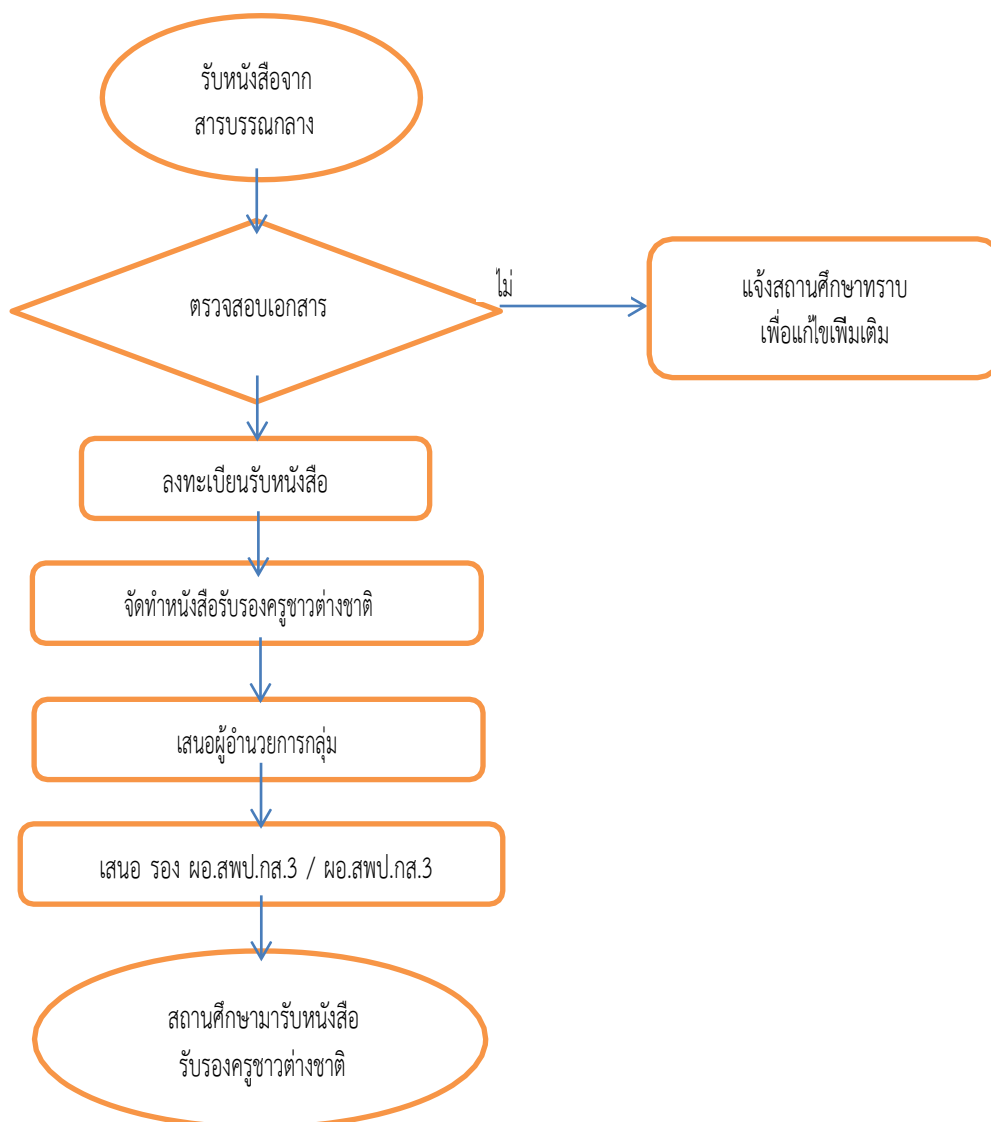 รับหนังสือจาก
สารบรรณกลาง
ตรวจสอบเอกสาร
ไม่
แจ้งสถานศึกษาทราบ
เพื่อแก้ไขเพิ่มเติม
ลงทะเบียนรับหนังสือ
จัดทำหนังสือรับรองครูชาวต่างชาติ
เสนอผู้อำนวยการกลุ่ม
เสนอ รอง ผอ.สพป.กส.3 / ผอ.สพป.กส.3
สถานศึกษามารับหนังสือ
รับรองครูชาวต่างชาติ